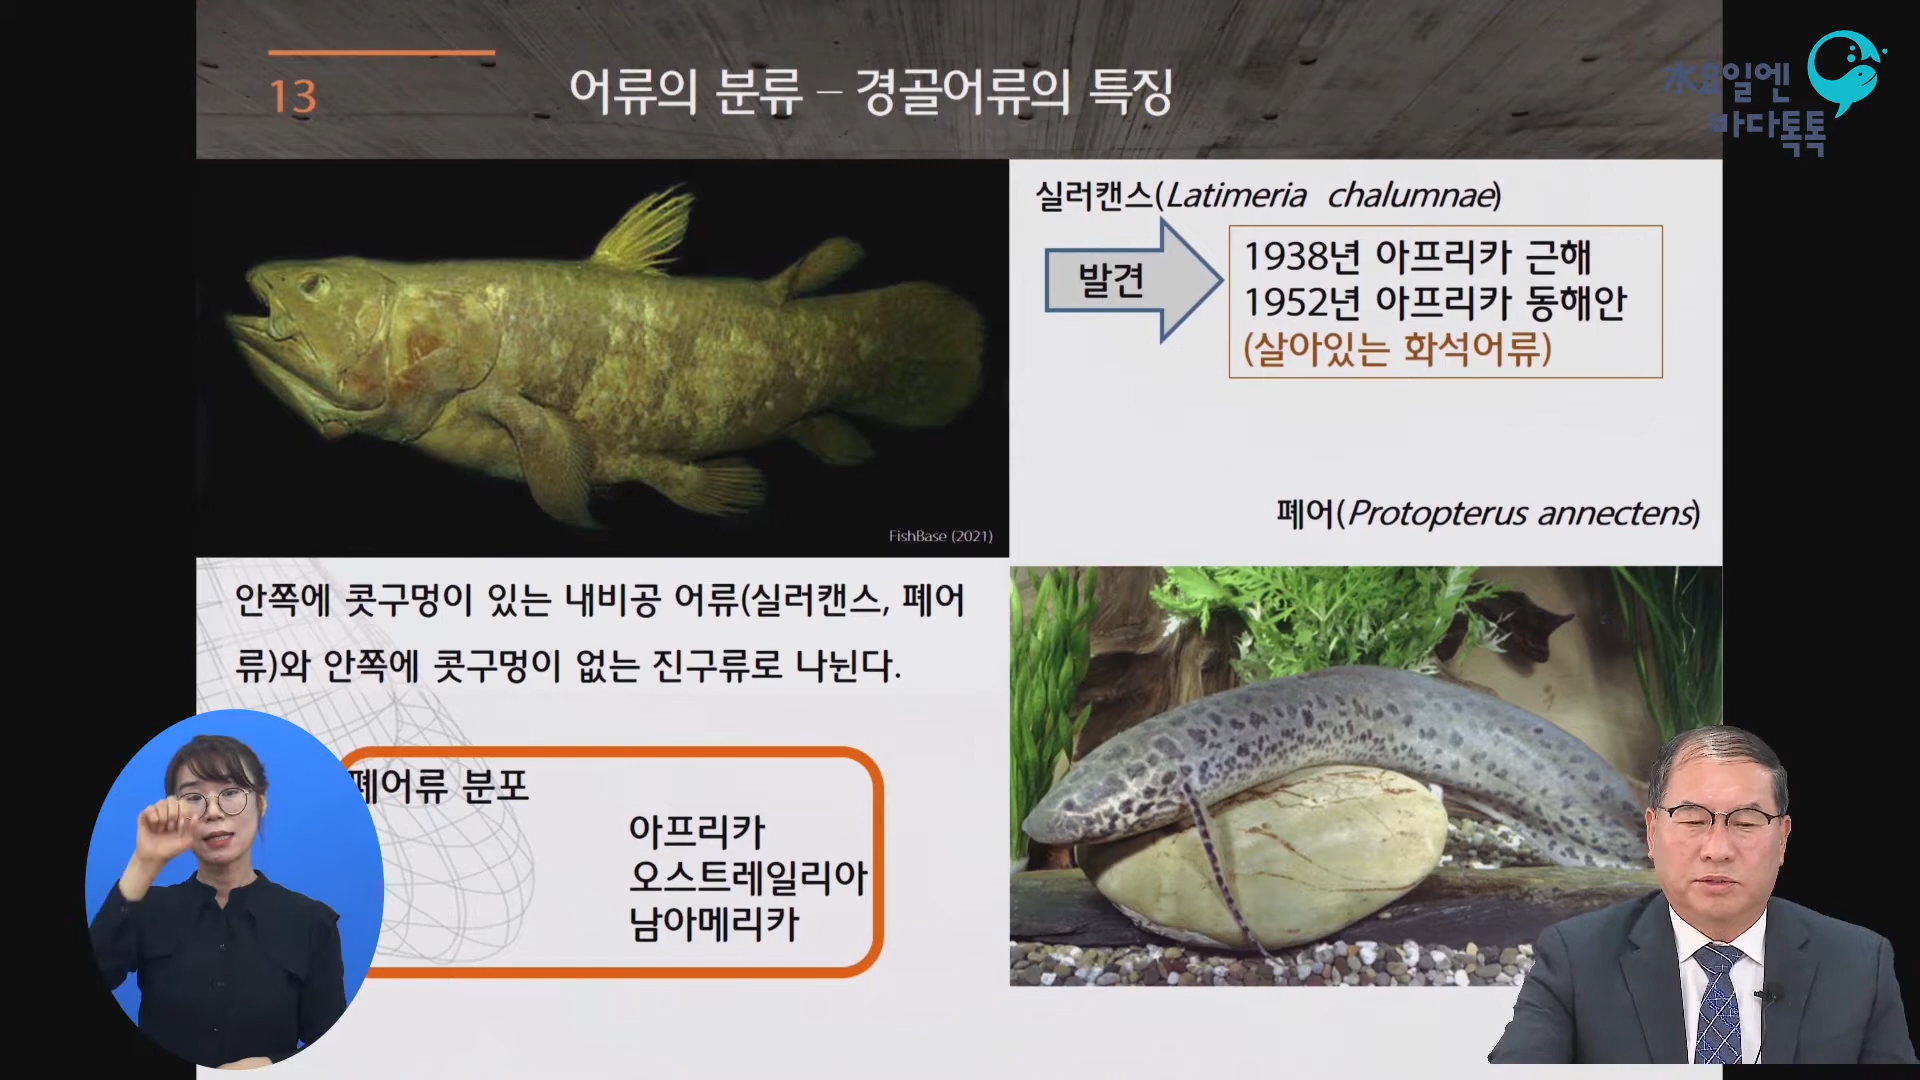 13
어류의 분류 – 경골어류의 특징
水요일엔
바다톡톡
실러캔스(Latimeria chalumnae)
발견
1938년 아프리카 근해
1952년 아프리카 동해안
(살아있는 화석어류)
FishBase (2021)
폐어(Protopterus annectens)
안쪽에 콧구멍이 있는 내비공 어류(실러캔스, 폐어
류)와 안쪽에 콧구멍이 없는 진구류로 나뉜다.
폐어류 분포
아프리카
오스트레일리아
남아메리카